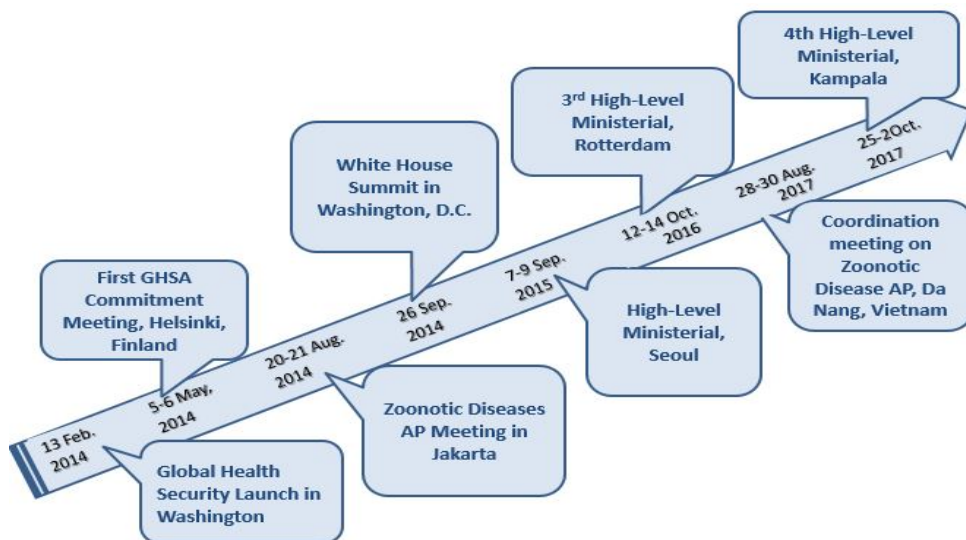 4th High-Level
Ministerial,
Kampala
3rd High-Level
Ministerial,
Rotterdam
White House
Summit in
Washington, D.C.
First GHSA
Commitment
Meeting, Helsinki,
Finland
13 Feb.
2014
5-6 May,
2014
20-21 Aug.
2014
26 Sep.
2014
7-9 Sep.
2015
12-14 Oct.
2016
28-30 Aug.
2017
25-2Oct.
2017
Global Health
Security Launch in
Washington
Zoonotic Diseases
AP Meeting in
Jakarta
High-Level
Ministerial,
Seoul
Coordination
meeting on
Zoonotic
Disease AP, Da
Nang, Vietnam